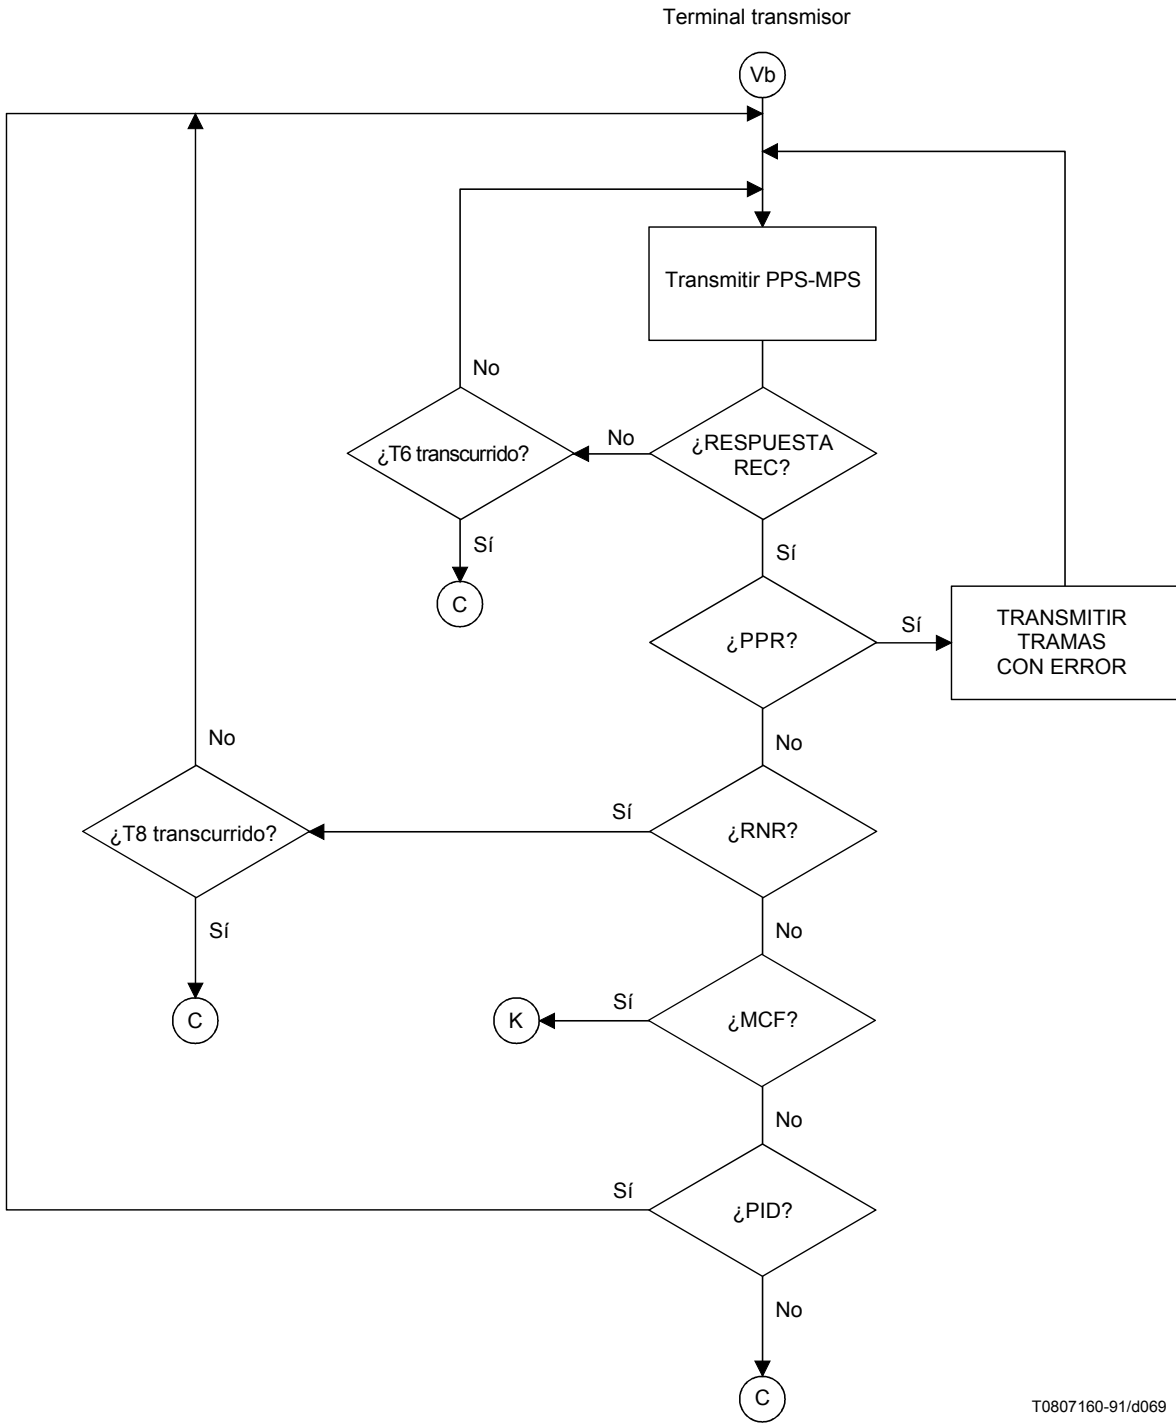 Terminal transmisor
Vb
Transmitir PPS-MPS
No
¿T6 transcurrido?
No
¿RESPUESTA
REC?
Sí
C
Sí
¿PPR?
Sí
TRANSMITIR
TRAMAS
CON ERROR
No
No
¿T8 transcurrido?
Sí
¿RNR?
Sí
No
C
K
Sí
¿MCF?
No
Sí
¿PID?
No
C
T0807160-91/d069